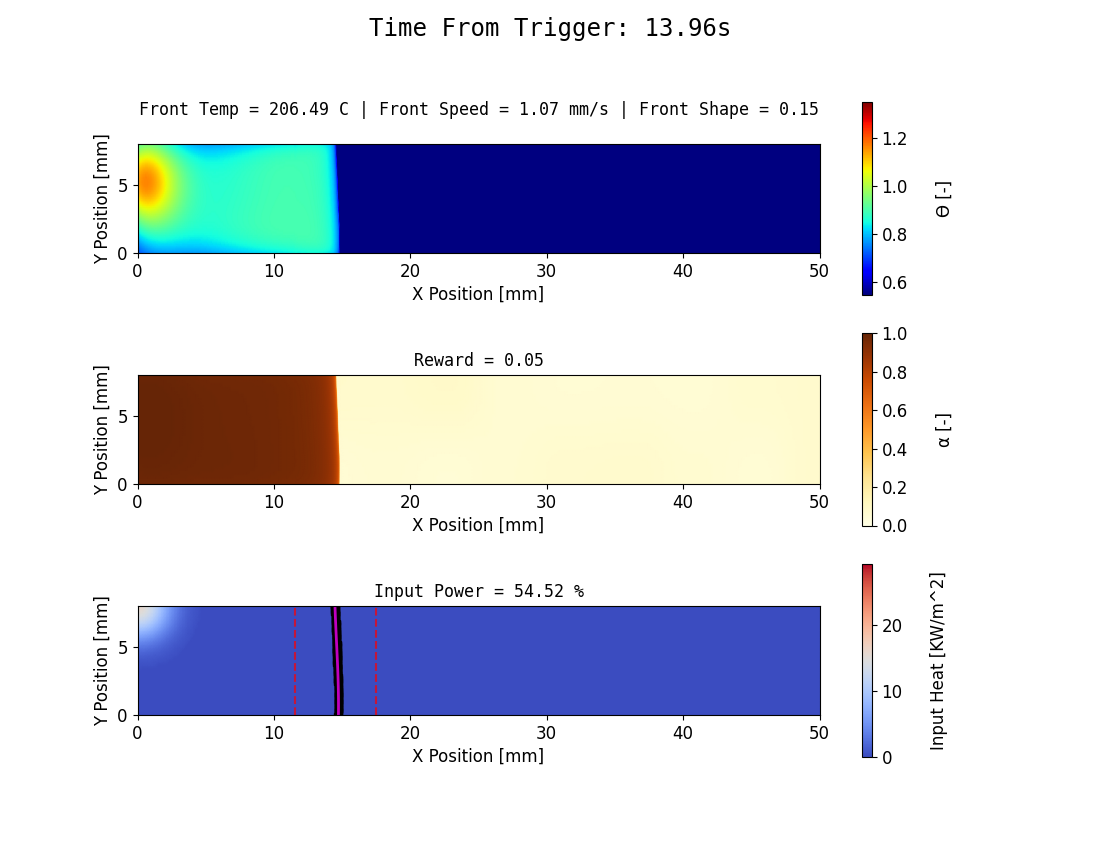 Time From Trigger: 13.96s
Front Temp = 206.49 C | Front Speed = 1.07 mm/s | Front Shape = 0.15
Y Position [mm]
5
0
0 10 20 30 40 50
X Position [mm]
1.2
1.0
0.8
0.6
Θ [-]
Reward = 0.05
Y Position [mm]
5
0
0 10 20 30 40 50
X Position [mm]
1.0
0.8
0.6
0.4
0.2
0.0
α [-]
Input Power = 54.52 %
Y Position [mm]
5
0
0 10 20 30 40 50
X Position [mm]
20
10
0
Input Heat [KW/m^2]